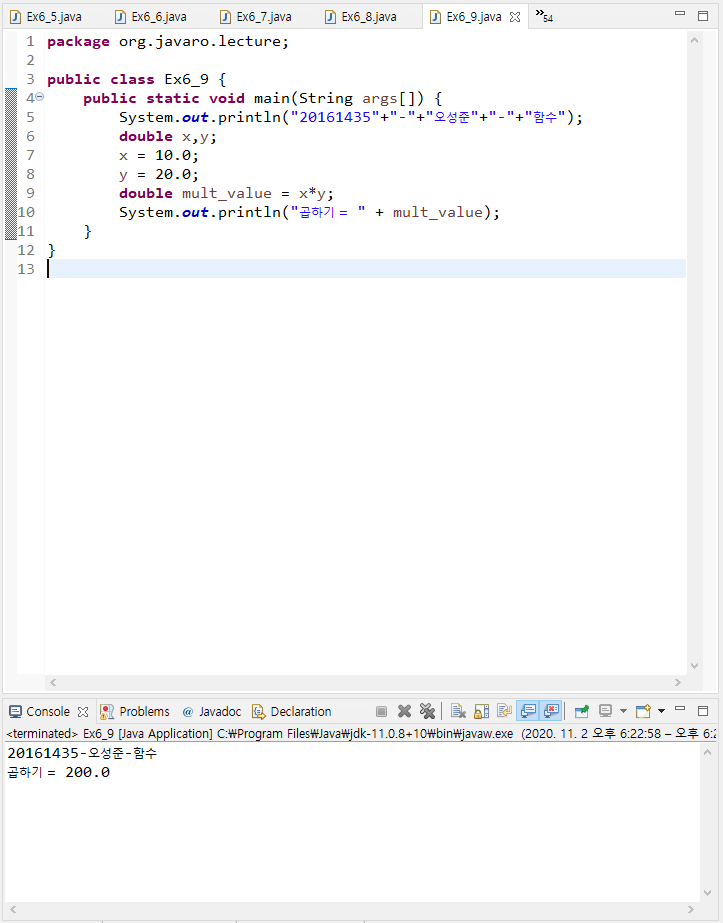 Ex6_5.java Ex6_6.java Ex6_7.java Ex6_8.java Ex6_9.java »54
1 package org.javaro.lecture;
2
3 public class Ex6_9 {
4 public static void main(String args[]) {
5 System.out.println("20161435"+"-"+"오성준"+"-"+"함수");
6 double x,y;
7 x = 10.0;
8 y = 20.0;
9 double mult_value = x*y;
10 System.out.println("곱하기 = " + mult_value);
11 }
12 }
13
Console Problems @ Javadoc Declaration
<terminated> Ex6_9 [Java Application] C:₩Program Files₩Java₩jdk-11.0.8+10₩bin₩javaw.exe (2020. 11. 2 오후 6:22:58 – 오후 6:2
20161435-오성준-함수
곱하기 = 200.0